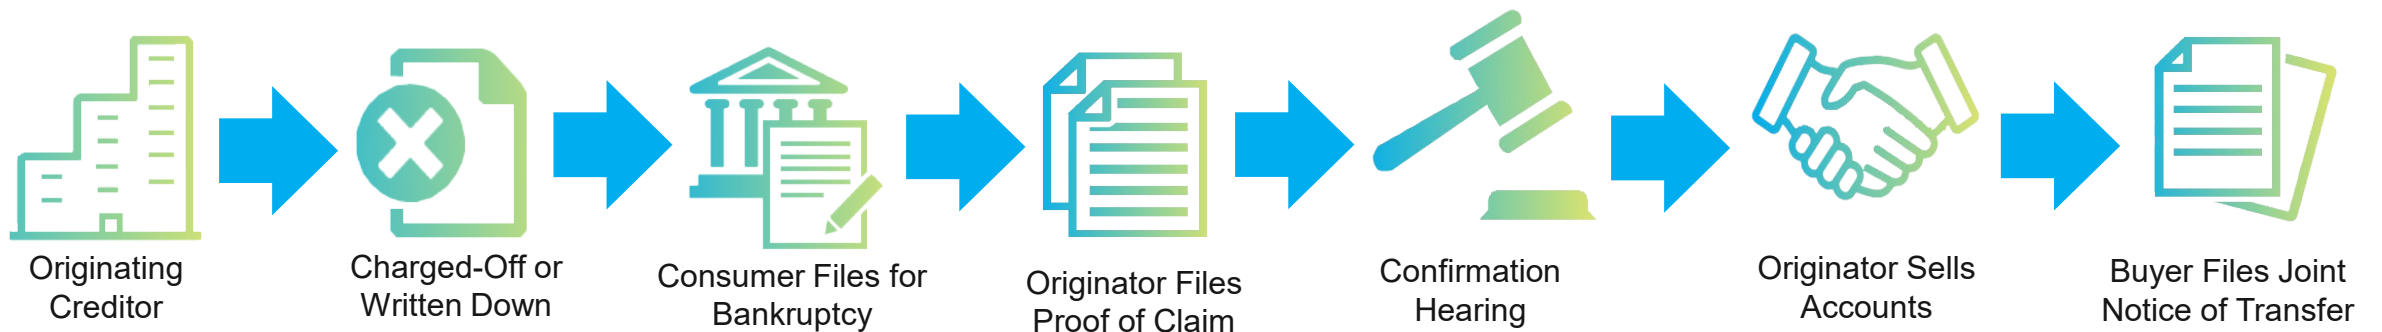 Originating
Creditor
Charged-Off or
Written Down
Consumer Files for
Bankruptcy
Originator Files
Proof of Claim
Confirmation
Hearing
Originator Sells
Accounts
Buyer Files Joint
Notice of Transfer